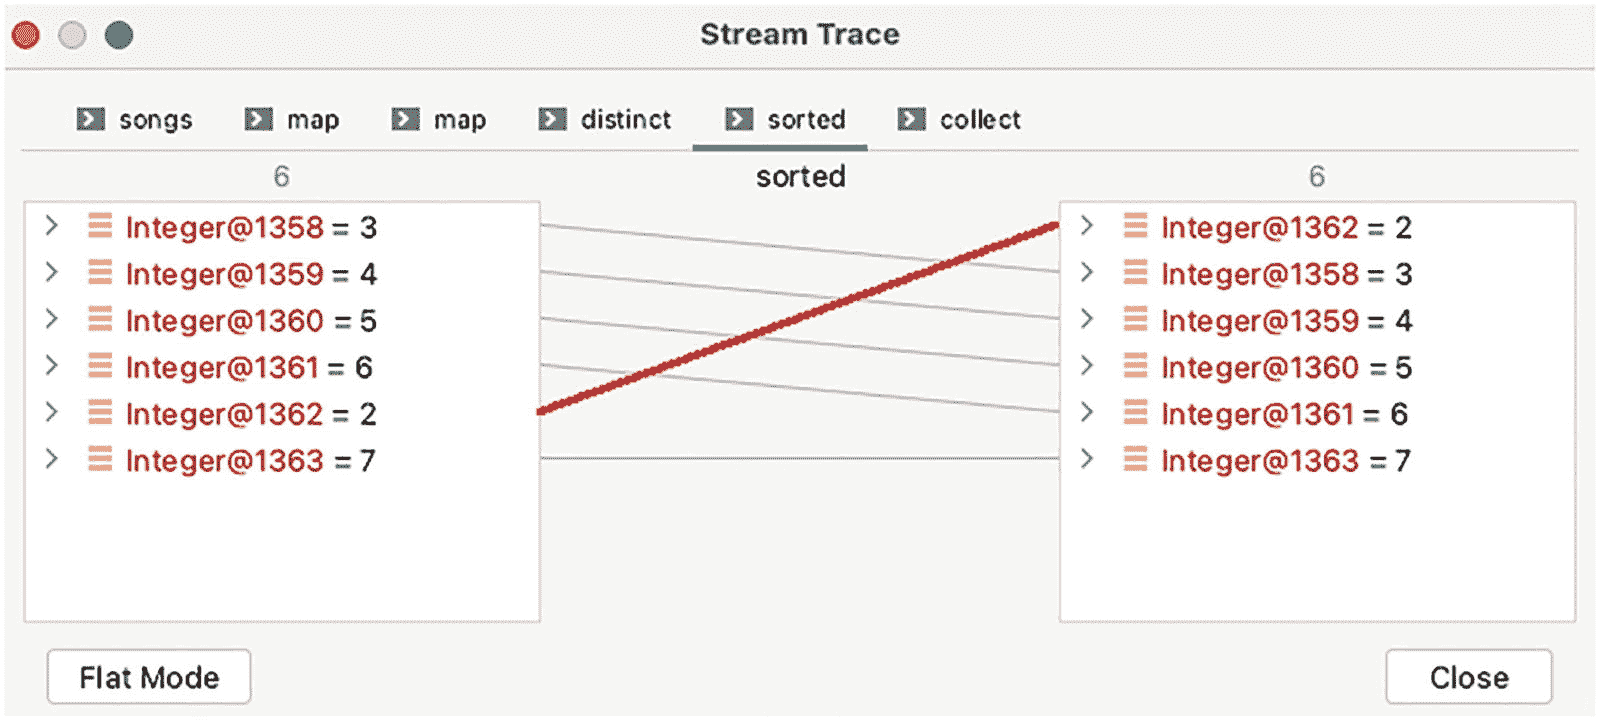 Stream Trace
songs map map distinct sorted collect
6 sorted 6
Integer@1358 = 3 Integer@1362 = 2
Integer@1359 = 4 Integer@1358 = 3
Integer@1360 = 5 Integer@1359 = 4
Integer@1361 = 6 Integer@1360 = 5
Integer@1362 = 2 Integer@1361 = 6
Integer@1363 = 7 Integer@1363 = 7
Flat Mode Close